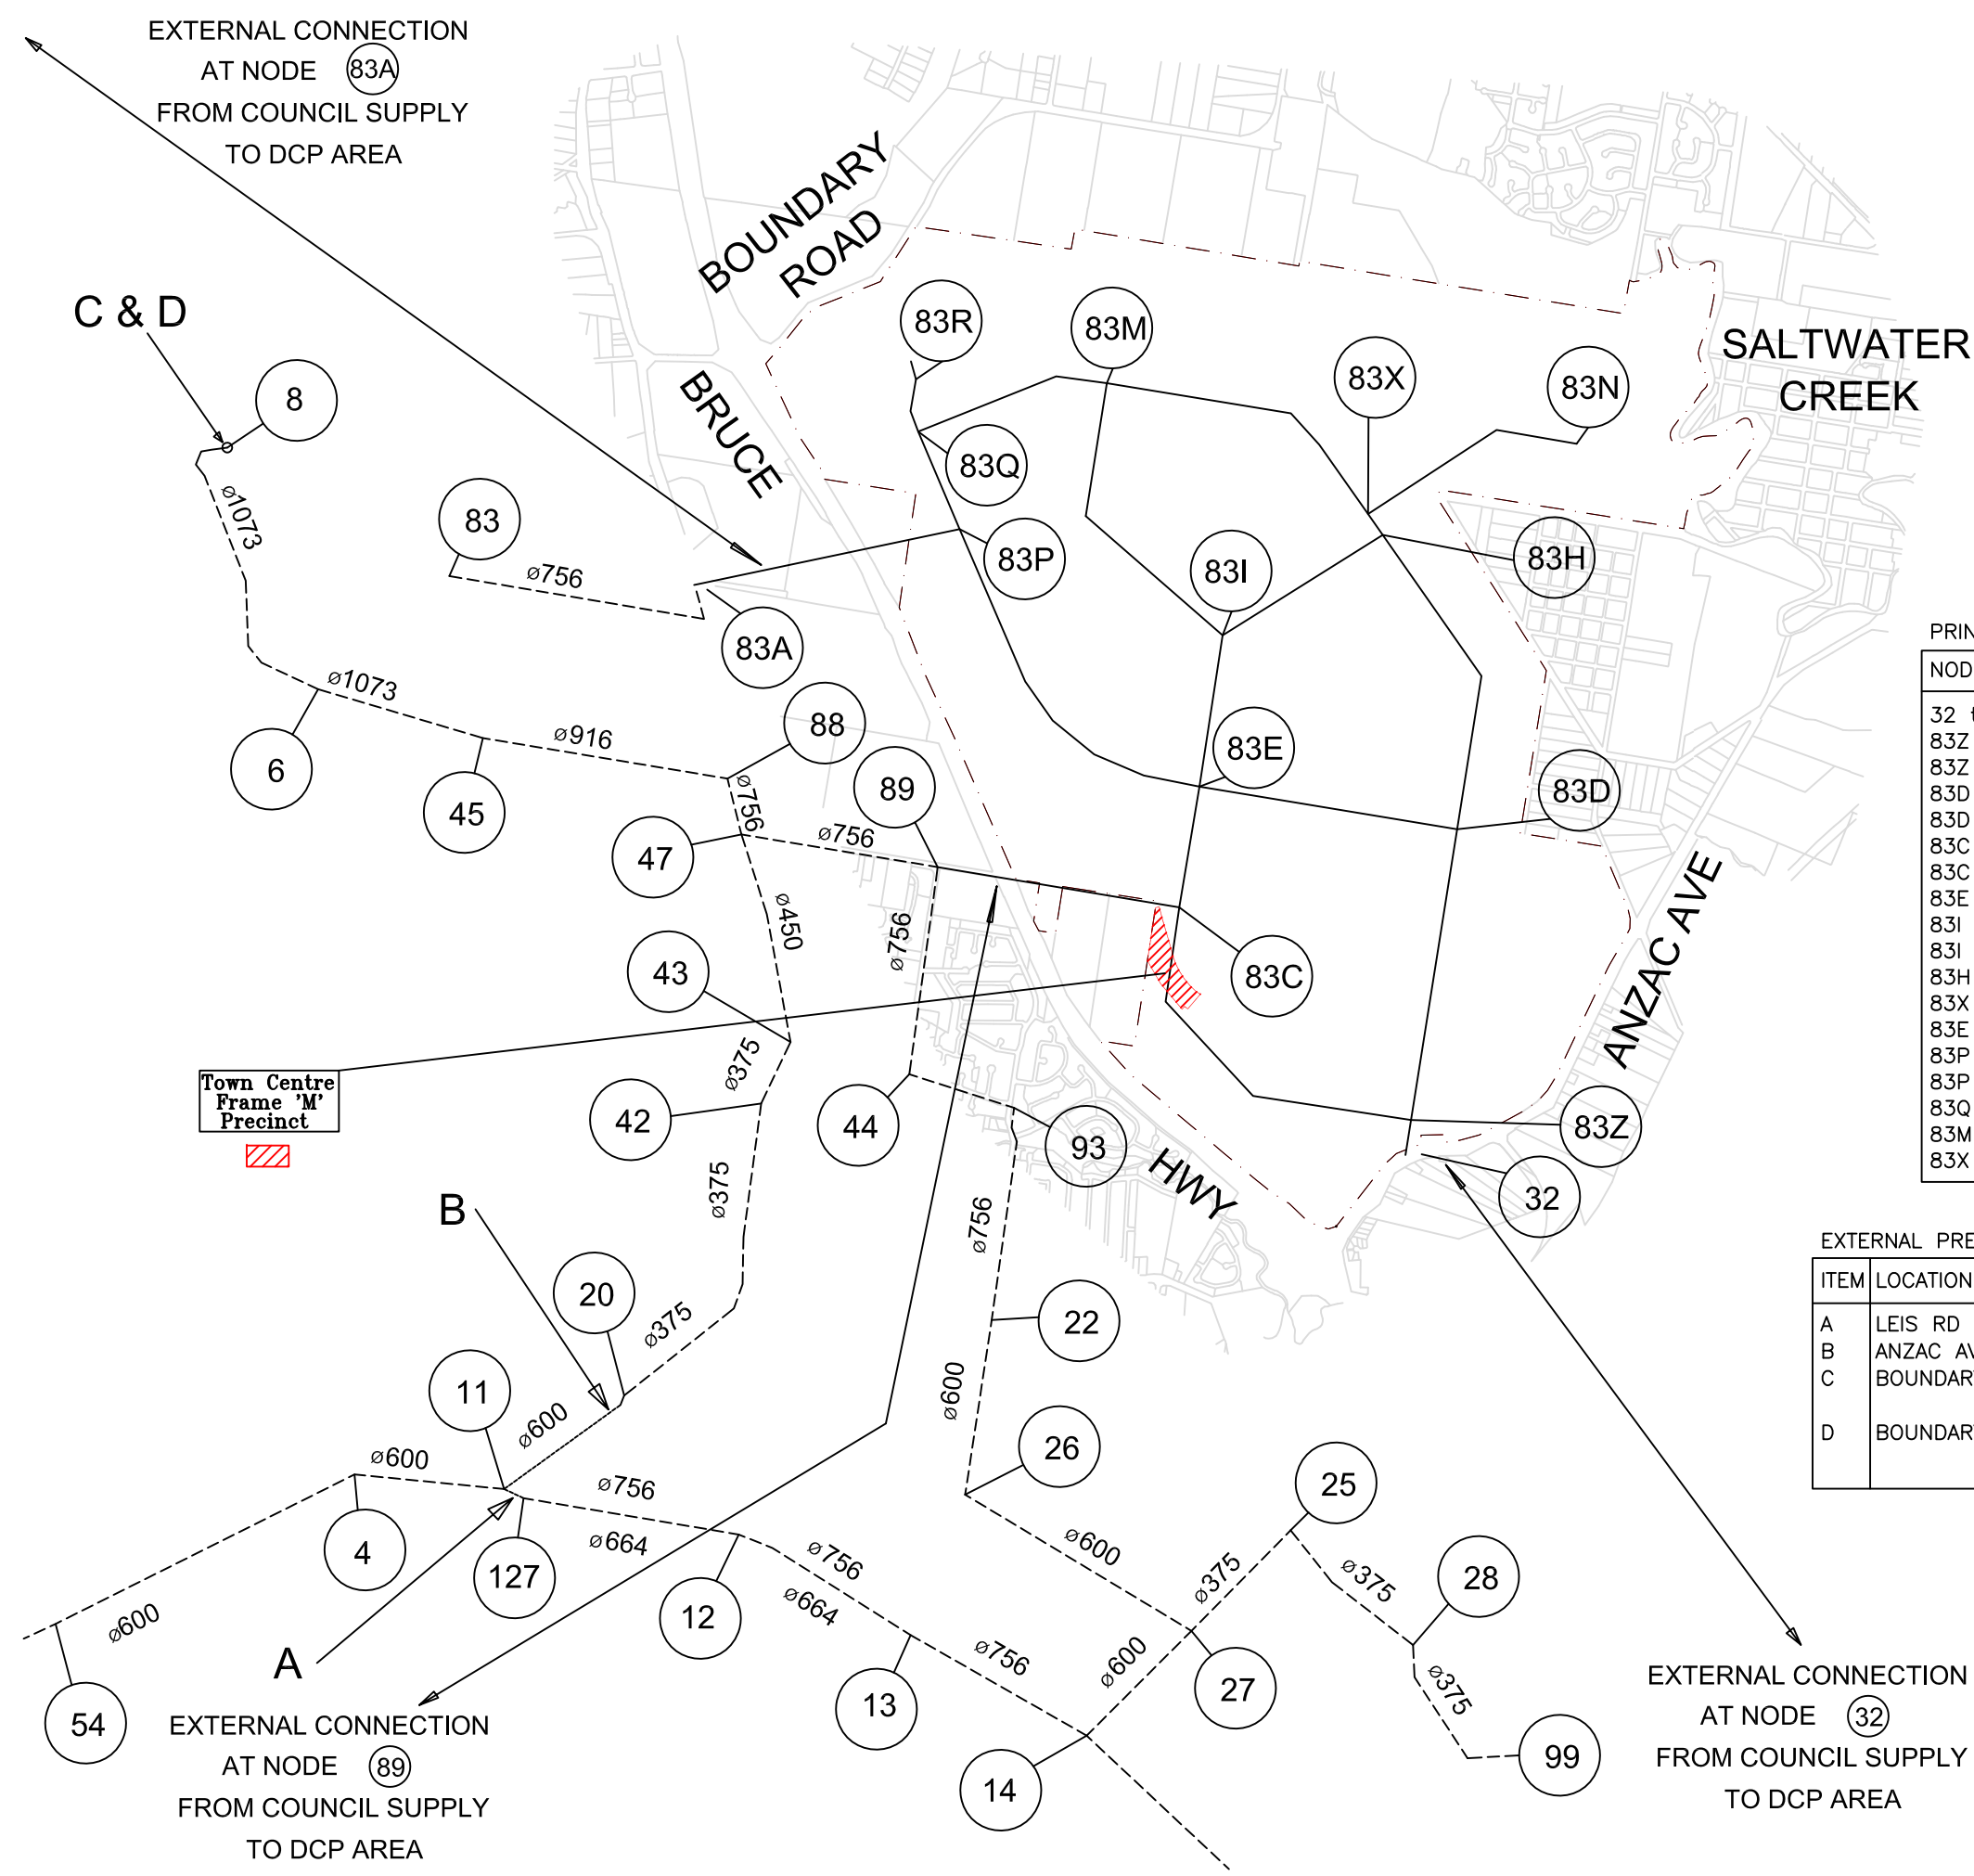 EXTERNAL CONNECTION
AT NODE 83A
FROM COUNCIL SUPPLY
TO DCP AREA
BOUNDARY
ROAD
BRUCE
HWY
SALTWATER
CREEK
ANZAC AVE
C & D
8
ø1073
83
ø756
83A
83R
83M
83X
83N
83Q
83P
83I
83H
83E
83D
83C
83Z
32
6
ø1073
45
ø916
88
ø756
47
ø756
89
ø756
ø450
43
ø375
42
44
93
ø375
Town Centre
Frame 'M'
Precinct
B
20
ø375
ø756
22
ø600
26
11
ø600
ø600
4
127
ø756
ø664
12
ø756
ø664
ø600
25
ø375
ø375
28
ø600
54
A
13
ø756
ø600
27
ø375
99
14
EXTERNAL CONNECTION
AT NODE 89
FROM COUNCIL SUPPLY
TO DCP AREA
EXTERNAL CONNECTION
AT NODE 32
FROM COUNCIL SUPPLY
TO DCP AREA
PRIN
NOD
32 t
83Z
83Z
83D
83D
83C
83C
83E
83I
83I
83H
83X
83E
83P
83P
83Q
83M
83X
EXTERNAL PRE
ITEM LOCATION
A LEIS RD
B ANZAC AV
C BOUNDAR
D BOUNDAR